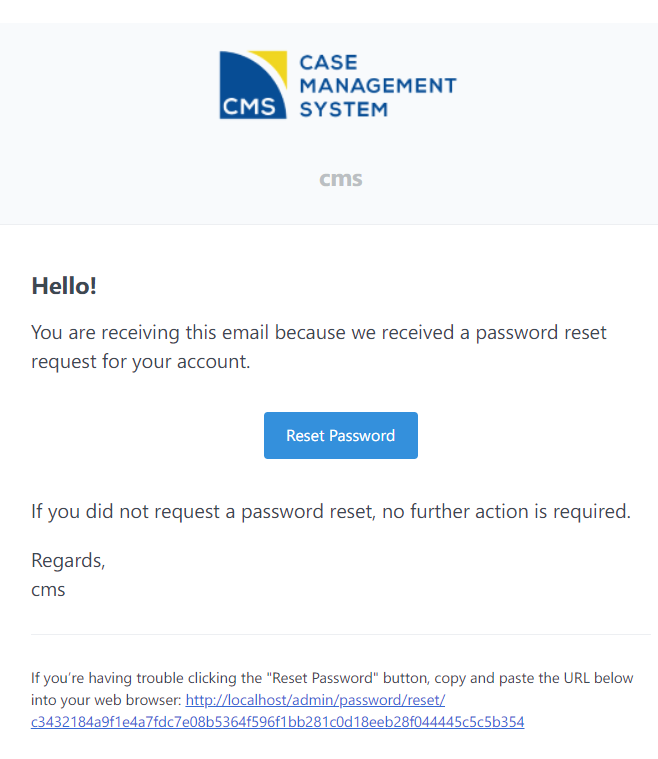 CMS
CASE
MANAGEMENT
SYSTEM
cms
Hello!
You are receiving this email because we received a password reset
request for your account.
Reset Password
If you did not request a password reset, no further action is required.
Regards,
cms
If you’re having trouble clicking the "Reset Password" button, copy and paste the URL below
into your web browser: http://localhost/admin/password/reset/
c3432184a9f1e4a7fdc7e08b5364f596f1bb281c0d18eeb28f044445c5c5b354